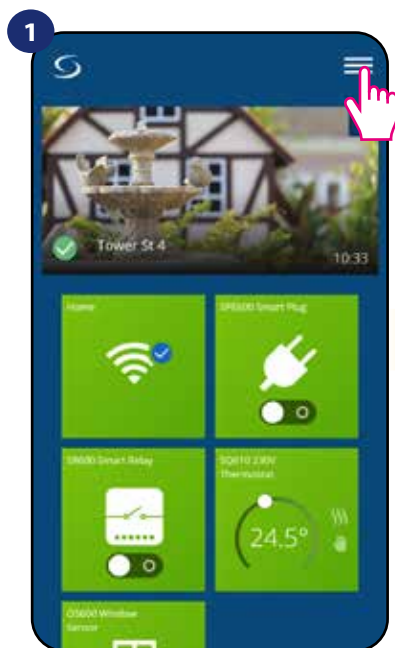 1
Tower St 4
10:33
Home
SP600 Smart Plug
SR600 Smart Relay
SQ610 230V
Thermostat
24.5°
OS600 Window
Sensor